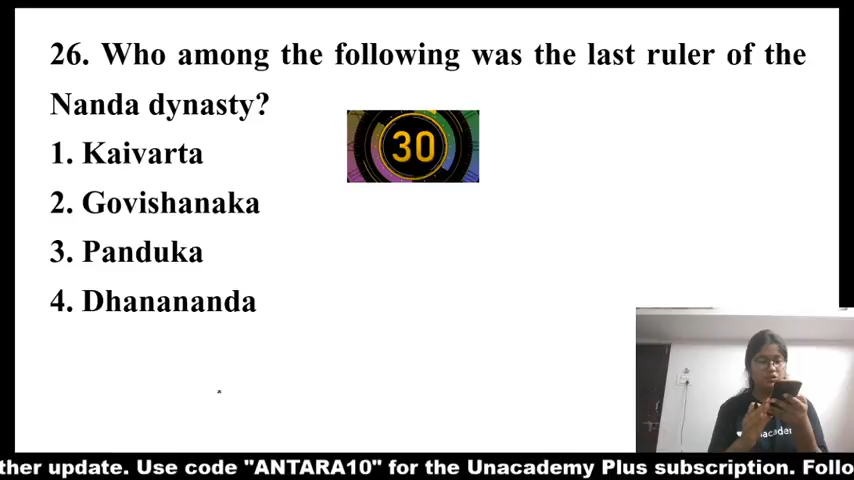 26. Who among the following was the last ruler of the
Nanda dynasty?
30
1. Kaivarta
2. Govishanaka
3. Panduka
4. Dhanananda
unacademy
ther update. Use code "ANTARA10" for the Unacademy Plus subscription. Follo